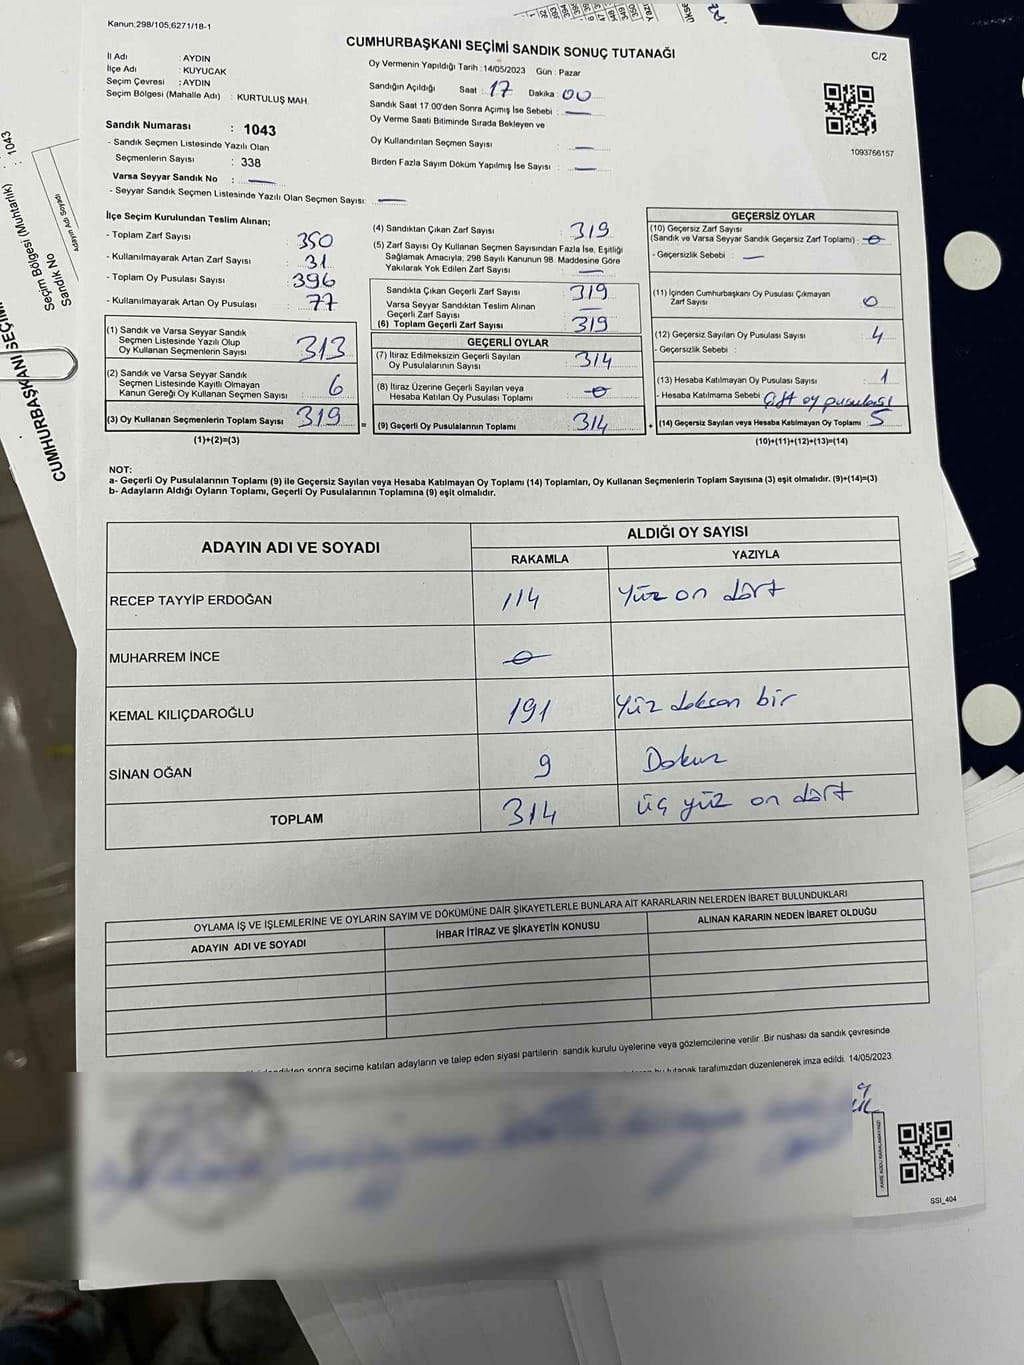 Kanun.298/105,6271/18-1
CUMHURBAŞKANI SEÇİMİ SANDIK SONUÇ TUTANAĞI
C/2
İl Adı : AYDIN
İlçe Adı : KUYUCAK
Seçim Çevresi : AYDIN
Seçim Bölgesi (Mahalle Adı) : KURTULUŞ MAH.
Sandık Numarası : 1043
- Sandık Seçmen Listesinde Yazılı Olan
Seçmenlerin Sayısı : 338
Varsa Seyyar Sandık No : —
- Seyyar Sandık Seçmen Listesinde Yazılı Olan Seçmen Sayısı: —
Oy Vermenin Yapıldığı Tarih : 14/05/2023 Gün : Pazar
Sandığın Açıldığı Saat : 17 Dakika : 00
Sandık Saat 17:00'den Sonra Açımış İse Sebebi : —
Oy Verme Saati Bitiminde Sırada Bekleyen ve
Oy Kullandırılan Seçmen Sayısı : —
Birden Fazla Sayım Döküm Yapılmış İse Sayısı : —
1093766157
İlçe Seçim Kurulundan Teslim Alınan;
- Toplam Zarf Sayısı : 350
- Kullanılmayarak Artan Zarf Sayısı : 31
- Toplam Oy Pusulası Sayısı : 396
- Kullanılmayarak Artan Oy Pusulası : 77
(1) Sandık ve Varsa Seyyar Sandık
Seçmen Listesinde Yazılı Olup
Oy Kullanan Seçmenlerin Sayısı : 313
(2) Sandık ve Varsa Seyyar Sandık
Seçmen Listesinde Kayıtlı Olmayan
Kanun Gereği Oy Kullanan Seçmen Sayısı : 6
(3) Oy Kullanan Seçmenlerin Toplam Sayısı : 319
(1)+(2)=(3)
(4) Sandıktan Çıkan Zarf Sayısı : 319
(5) Zarf Sayısı Oy Kullanan Seçmen Sayısından Fazla İse, Eşitliği
Sağlamak Amacıyla, 298 Sayılı Kanunun 98. Maddesine Göre
Yakılarak Yok Edilen Zarf Sayısı : —
Sandıkta Çıkan Geçerli Zarf Sayısı : 319
Varsa Seyyar Sandıktan Teslim Alınan
Geçerli Zarf Sayısı : —
(6) Toplam Geçerli Zarf Sayısı : 319
GEÇERLİ OYLAR
(7) İtiraz Edilmeksizin Geçerli Sayılan
Oy Pusulalarının Sayısı : 314
(8) İtiraz Üzerine Geçerli Sayılan veya
Hesaba Katılan Oy Pusulası Toplamı : 0
= (9) Geçerli Oy Pusulalarının Toplamı : 314 +
GEÇERSİZ OYLAR
(10) Geçersiz Zarf Sayısı
(Sandık ve Varsa Seyyar Sandık Geçersiz Zarf Toplamı) : 0
- Geçersizlik Sebebi : —
(11) İçinden Cumhurbaşkanı Oy Pusulası Çıkmayan
Zarf Sayısı : 0
(12) Geçersiz Sayılan Oy Pusulası Sayısı : 4
- Geçersizlik Sebebi :
(13) Hesaba Katılmayan Oy Pusulası Sayısı : 1
- Hesaba Katılmama Sebebi : Çift oy pusulası
(14) Geçersiz Sayılan veya Hesaba Katılmayan Oy Toplamı : 5
(10)+(11)+(12)+(13)=(14)
NOT:
a- Geçerli Oy Pusulalarının Toplamı (9) ile Geçersiz Sayılan veya Hesaba Katılmayan Oy Toplamı (14) Toplamları, Oy Kullanan Seçmenlerin Toplam Sayısına (3) eşit olmalıdır. (9)+(14)=(3)
b- Adayların Aldığı Oyların Toplamı, Geçerli Oy Pusulalarının Toplamına (9) eşit olmalıdır.
ADAYIN ADI VE SOYADI
ALDIĞI OY SAYISI
RAKAMLA YAZIYLA
RECEP TAYYİP ERDOĞAN 114 Yüz on dört
MUHARREM İNCE 0
KEMAL KILIÇDAROĞLU 191 Yüz doksan bir
SİNAN OĞAN 9 Dokuz
TOPLAM 314 üç yüz on dört
OYLAMA İŞ VE İŞLEMLERİNE VE OYLARIN SAYIM VE DÖKÜMÜNE DAİR ŞİKAYETLERLE BUNLARA AİT KARARLARIN NELERDEN İBARET BULUNDUKLARI
ADAYIN ADI VE SOYADI İHBAR İTİRAZ VE ŞİKAYETİN KONUSU ALINAN KARARIN NEDEN İBARET OLDUĞU
sonra seçime katılan adayların ve talep eden siyasi partilerin sandık kurulu üyelerine veya gözlemcilerine verilir .Bir nüshası da sandık çevresinde
tutanak tarafımızdan düzenlenerek imza edildi. 14/05/2023
SSI_404
1043
Seçim Bölgesi (Muhtarlık) :
Sandık No
Adayın Adı Soyadı
CUMHURBAŞKANI SEÇİM